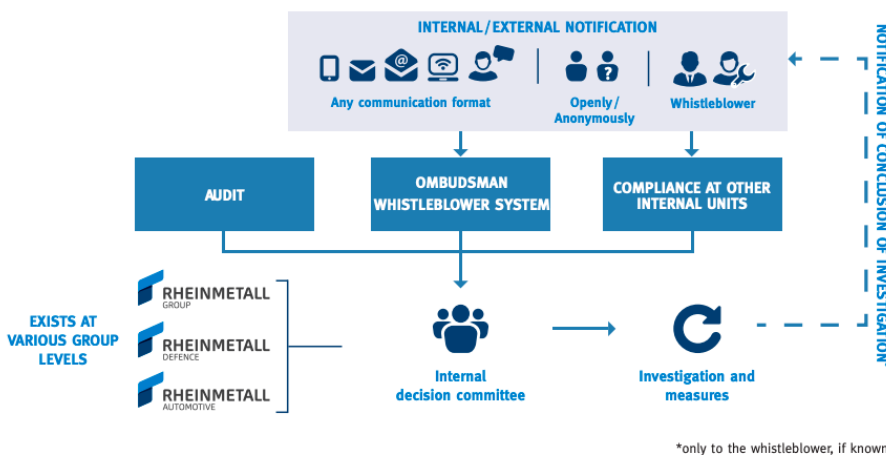 INTERNAL/EXTERNAL NOTIFICATION
@
?
Any communication format
Openly/
Anonymously
Whistleblower
NOTIFICATION OF CONCLUSION OF INVESTIGATION*
AUDIT
OMBUDSMAN
WHISTLEBLOWER SYSTEM
COMPLIANCE AT OTHER
INTERNAL UNITS
EXISTS AT
VARIOUS GROUP
LEVELS
RHEINMETALL
GROUP
RHEINMETALL
DEFENCE
RHEINMETALL
AUTOMOTIVE
Internal
decision committee
Investigation and
measures
*only to the whistleblower, if known